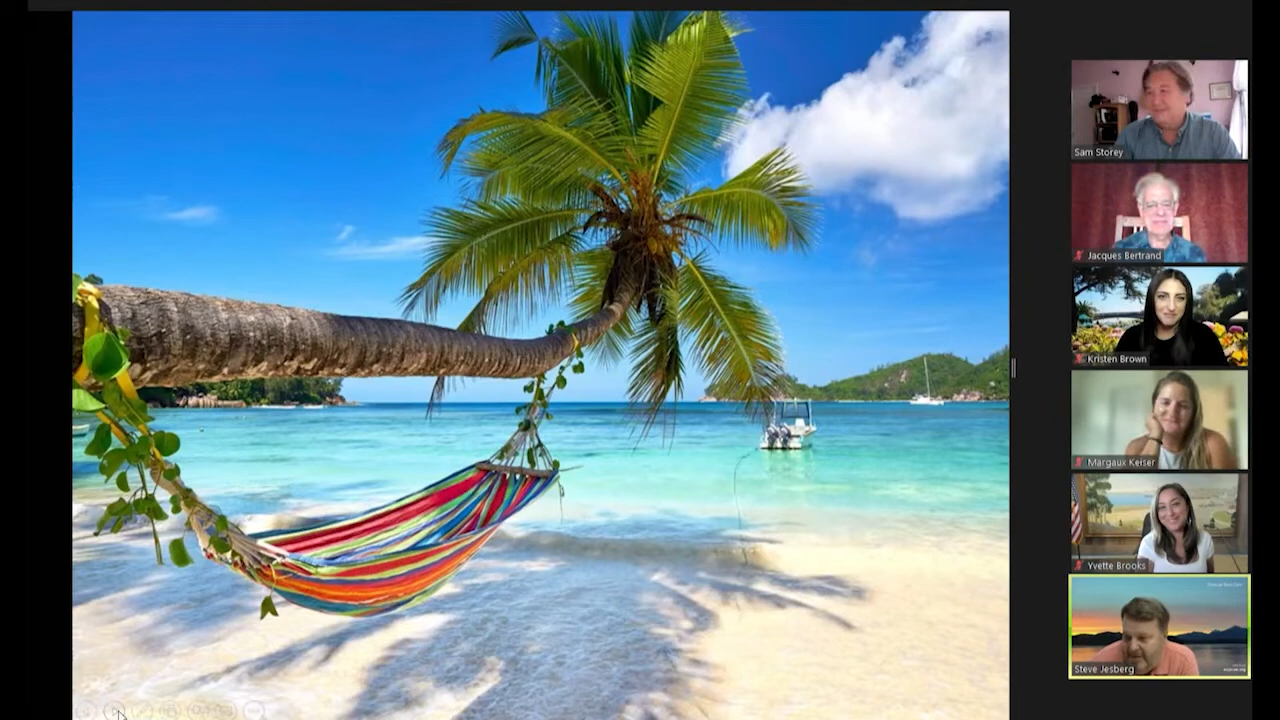 Sam Storey
Jacques Bertrand
Kristen Brown
Margaux Keiser
Yvette Brooks
Steve Jesberg